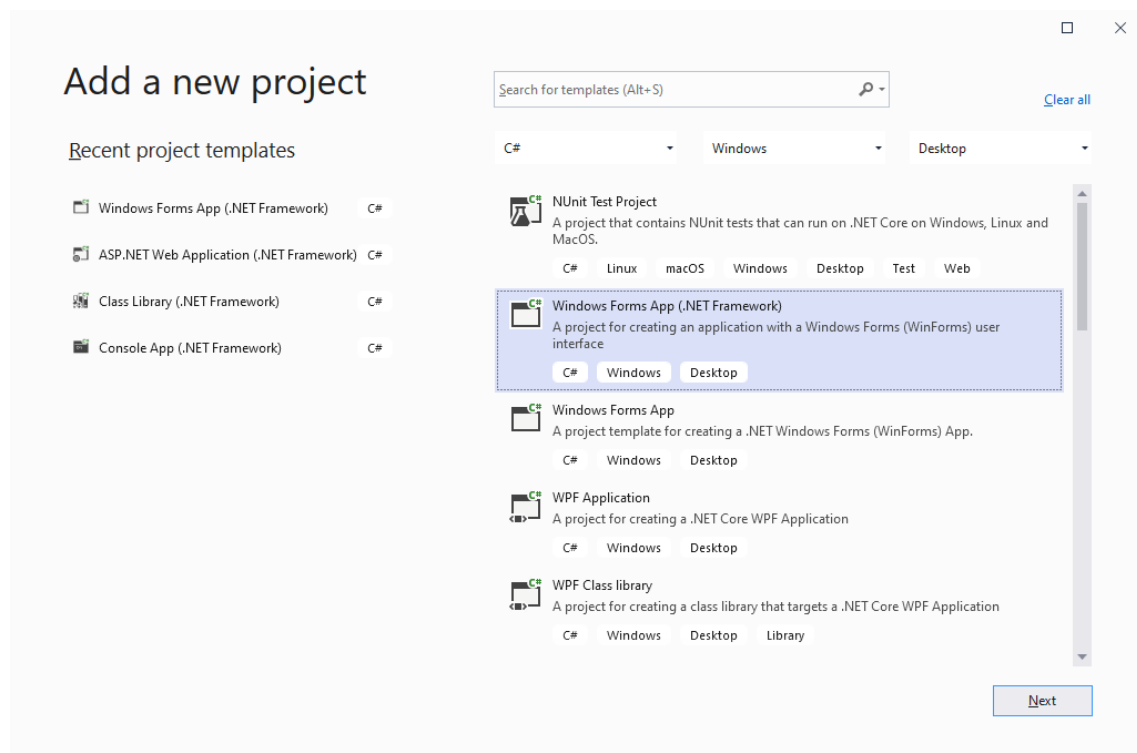 Add a new project
Search for templates (Alt+S)
Clear all
Recent project templates
C#
Windows
Desktop
Windows Forms App (.NET Framework) C#
ASP.NET Web Application (.NET Framework) C#
Class Library (.NET Framework) C#
Console App (.NET Framework) C#
C#
NUnit Test Project
A project that contains NUnit tests that can run on .NET Core on Windows, Linux and
MacOS.
C# Linux macOS Windows Desktop Test Web
C#
Windows Forms App (.NET Framework)
A project for creating an application with a Windows Forms (WinForms) user
interface
C# Windows Desktop
C#
Windows Forms App
A project template for creating a .NET Windows Forms (WinForms) App.
C# Windows Desktop
C#
WPF Application
A project for creating a .NET Core WPF Application
C# Windows Desktop
C#
WPF Class library
A project for creating a class library that targets a .NET Core WPF Application
C# Windows Desktop Library
Next